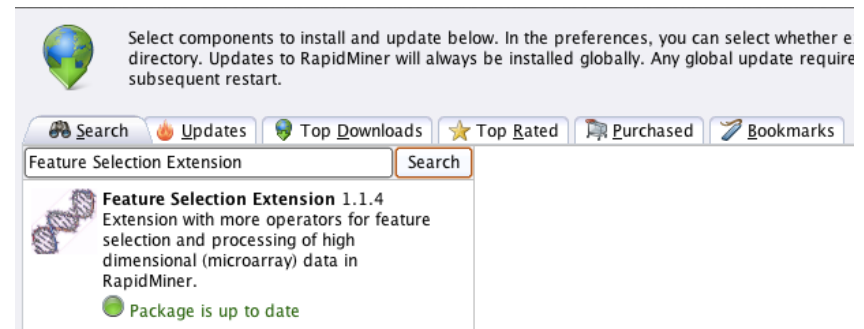 Select components to install and update below. In the preferences, you can select whether e
directory. Updates to RapidMiner will always be installed globally. Any global update require
subsequent restart.
Search Updates Top Downloads Top Rated Purchased Bookmarks
Feature Selection Extension Search
Feature Selection Extension 1.1.4
Extension with more operators for feature
selection and processing of high
dimensional (microarray) data in
RapidMiner.
Package is up to date